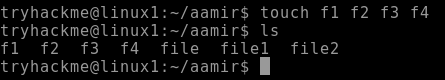 tryhackme@linux1:~/aamir$ touch f1 f2 f3 f4
tryhackme@linux1:~/aamir$ ls
f1  f2  f3  f4  file  file1  file2
tryhackme@linux1:~/aamir$